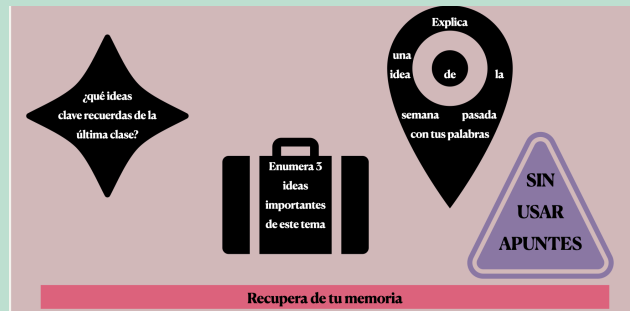 ¿qué ideas
clave recuerdas de la
última clase?
Enumera 3
ideas
importantes
de este tema
Explica
una
idea de la
semana pasada
con tus palabras
SIN
USAR
APUNTES
Recupera de tu memoria